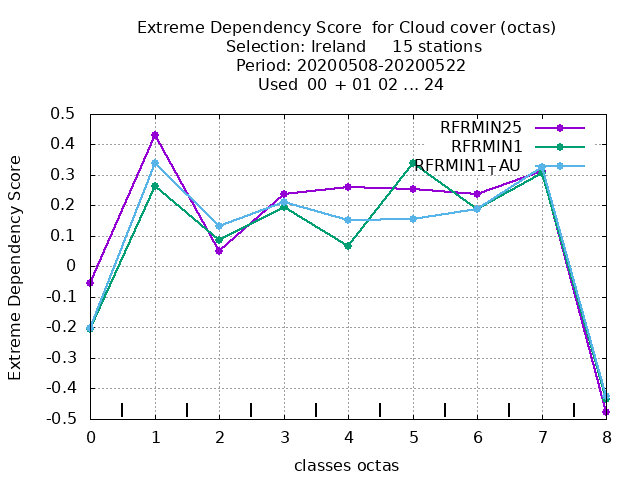 Extreme Dependency Score  for Cloud cover (octas)
Selection: Ireland     15 stations
Period: 20200508-20200522
Used  00  + 01 02 ... 24
RFRMIN25
RFRMIN1
RFRMIN1TAU
Extreme Dependency Score
0.5
0.4
0.3
0.2
0.1
0
-0.1
-0.2
-0.3
-0.4
-0.5
0 1 2 3 4 5 6 7 8
classes octas